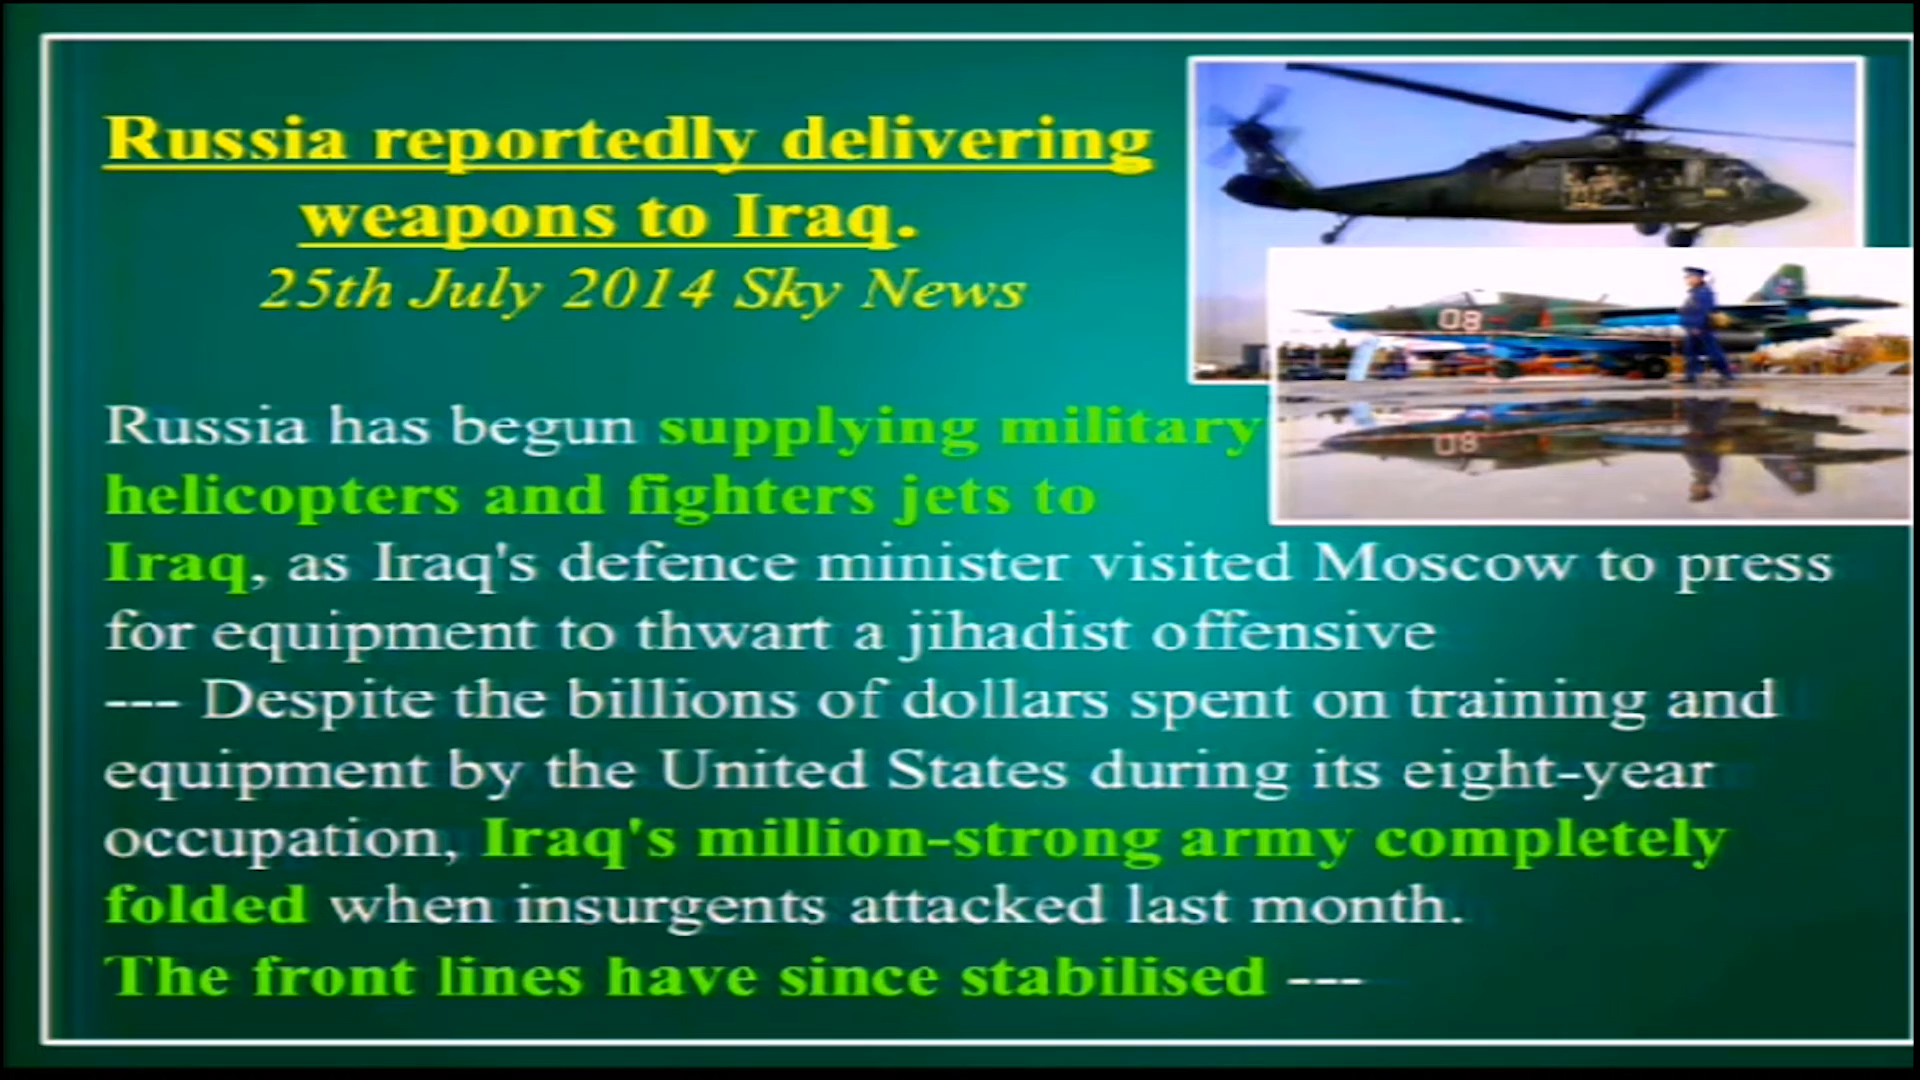 Russia reportedly delivering
weapons to Iraq.
25th July 2014 Sky News
08
08
Russia has begun supplying military
helicopters and fighters jets to
Iraq, as Iraq's defence minister visited Moscow to press
for equipment to thwart a jihadist offensive
--- Despite the billions of dollars spent on training and
equipment by the United States during its eight-year
occupation, Iraq's million-strong army completely
folded when insurgents attacked last month.
The front lines have since stabilised ---